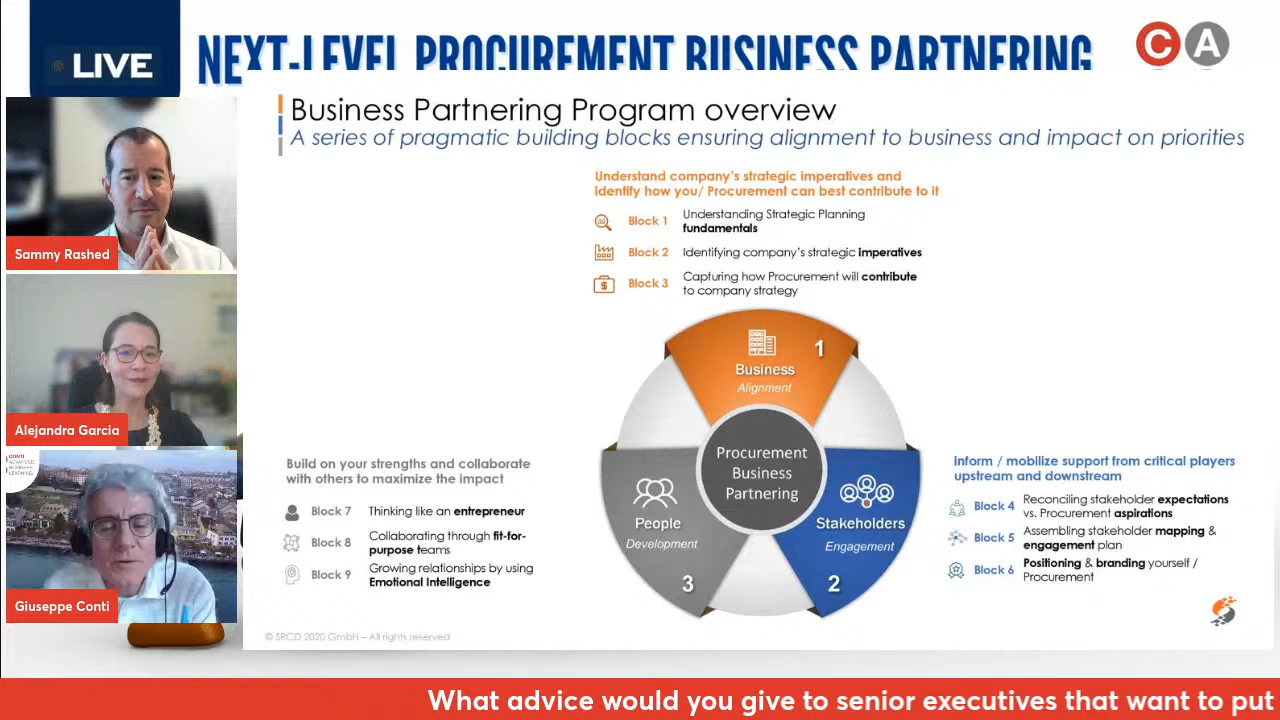 LIVE
NEXT-LEVEL PROCUREMENT BUSINESS PARTNERING
C A
Business Partnering Program overview
A series of pragmatic building blocks ensuring alignment to business and impact on priorities
Sammy Rashed
Alejandra Garcia
CONTI
ADVANCED
BUSINESS
LEARNING
Giuseppe Conti
Understand company's strategic imperatives and
identify how you/ Procurement can best contribute to it
Block 1 Understanding Strategic Planning
fundamentals
Block 2 Identifying company's strategic imperatives
Block 3 Capturing how Procurement will contribute
to company strategy
1
Business
Alignment
Procurement
Business
Partnering
People
Development
3
Stakeholders
Engagement
2
Build on your strengths and collaborate
with others to maximize the impact
Block 7 Thinking like an entrepreneur
Block 8 Collaborating through fit-for-
purpose teams
Block 9 Growing relationships by using
Emotional Intelligence
Inform / mobilize support from critical players
upstream and downstream
Block 4 Reconciling stakeholder expectations
vs. Procurement aspirations
Block 5 Assembling stakeholder mapping &
engagement plan
Block 6 Positioning & branding yourself /
Procurement
© SRCD 2020 GmbH – All rights reserved
What advice would you give to senior executives that want to put